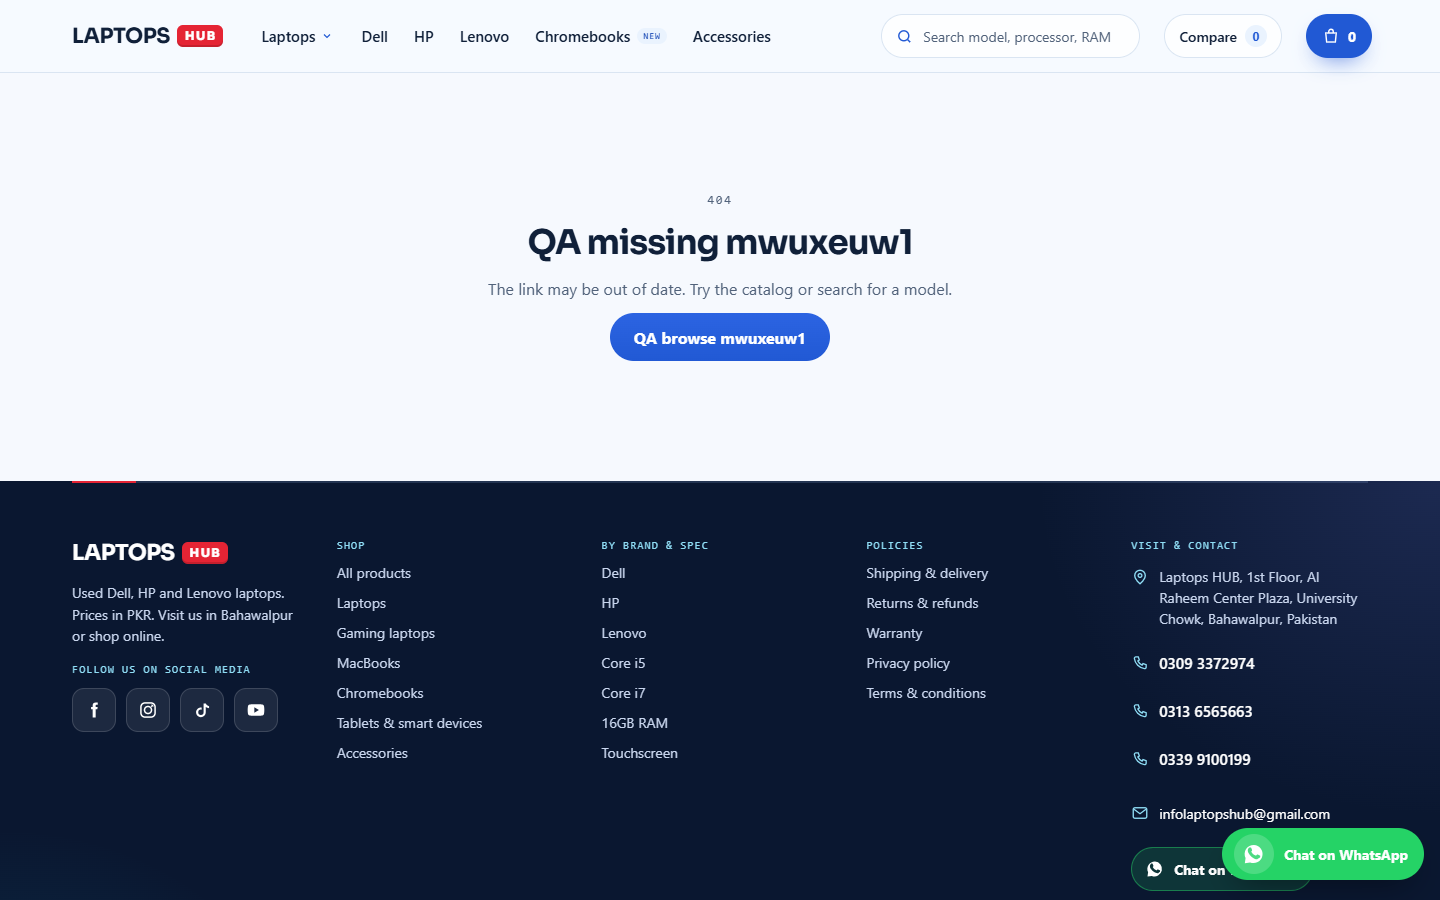 LAPTOPS HUB
Laptops
Dell
HP
Lenovo
Chromebooks NEW
Accessories
Search model, processor, RAM
Compare 0
0
404
QA missing mwuxeuw1
The link may be out of date. Try the catalog or search for a model.
QA browse mwuxeuw1
LAPTOPS HUB
Used Dell, HP and Lenovo laptops.
Prices in PKR. Visit us in Bahawalpur
or shop online.
FOLLOW US ON SOCIAL MEDIA
SHOP
All products
Laptops
Gaming laptops
MacBooks
Chromebooks
Tablets & smart devices
Accessories
BY BRAND & SPEC
Dell
HP
Lenovo
Core i5
Core i7
16GB RAM
Touchscreen
POLICIES
Shipping & delivery
Returns & refunds
Warranty
Privacy policy
Terms & conditions
VISIT & CONTACT
Laptops HUB, 1st Floor, Al
Raheem Center Plaza, University
Chowk, Bahawalpur, Pakistan
0309 3372974
0313 6565663
0339 9100199
infolaptopshub@gmail.com
Chat on
Chat on WhatsApp